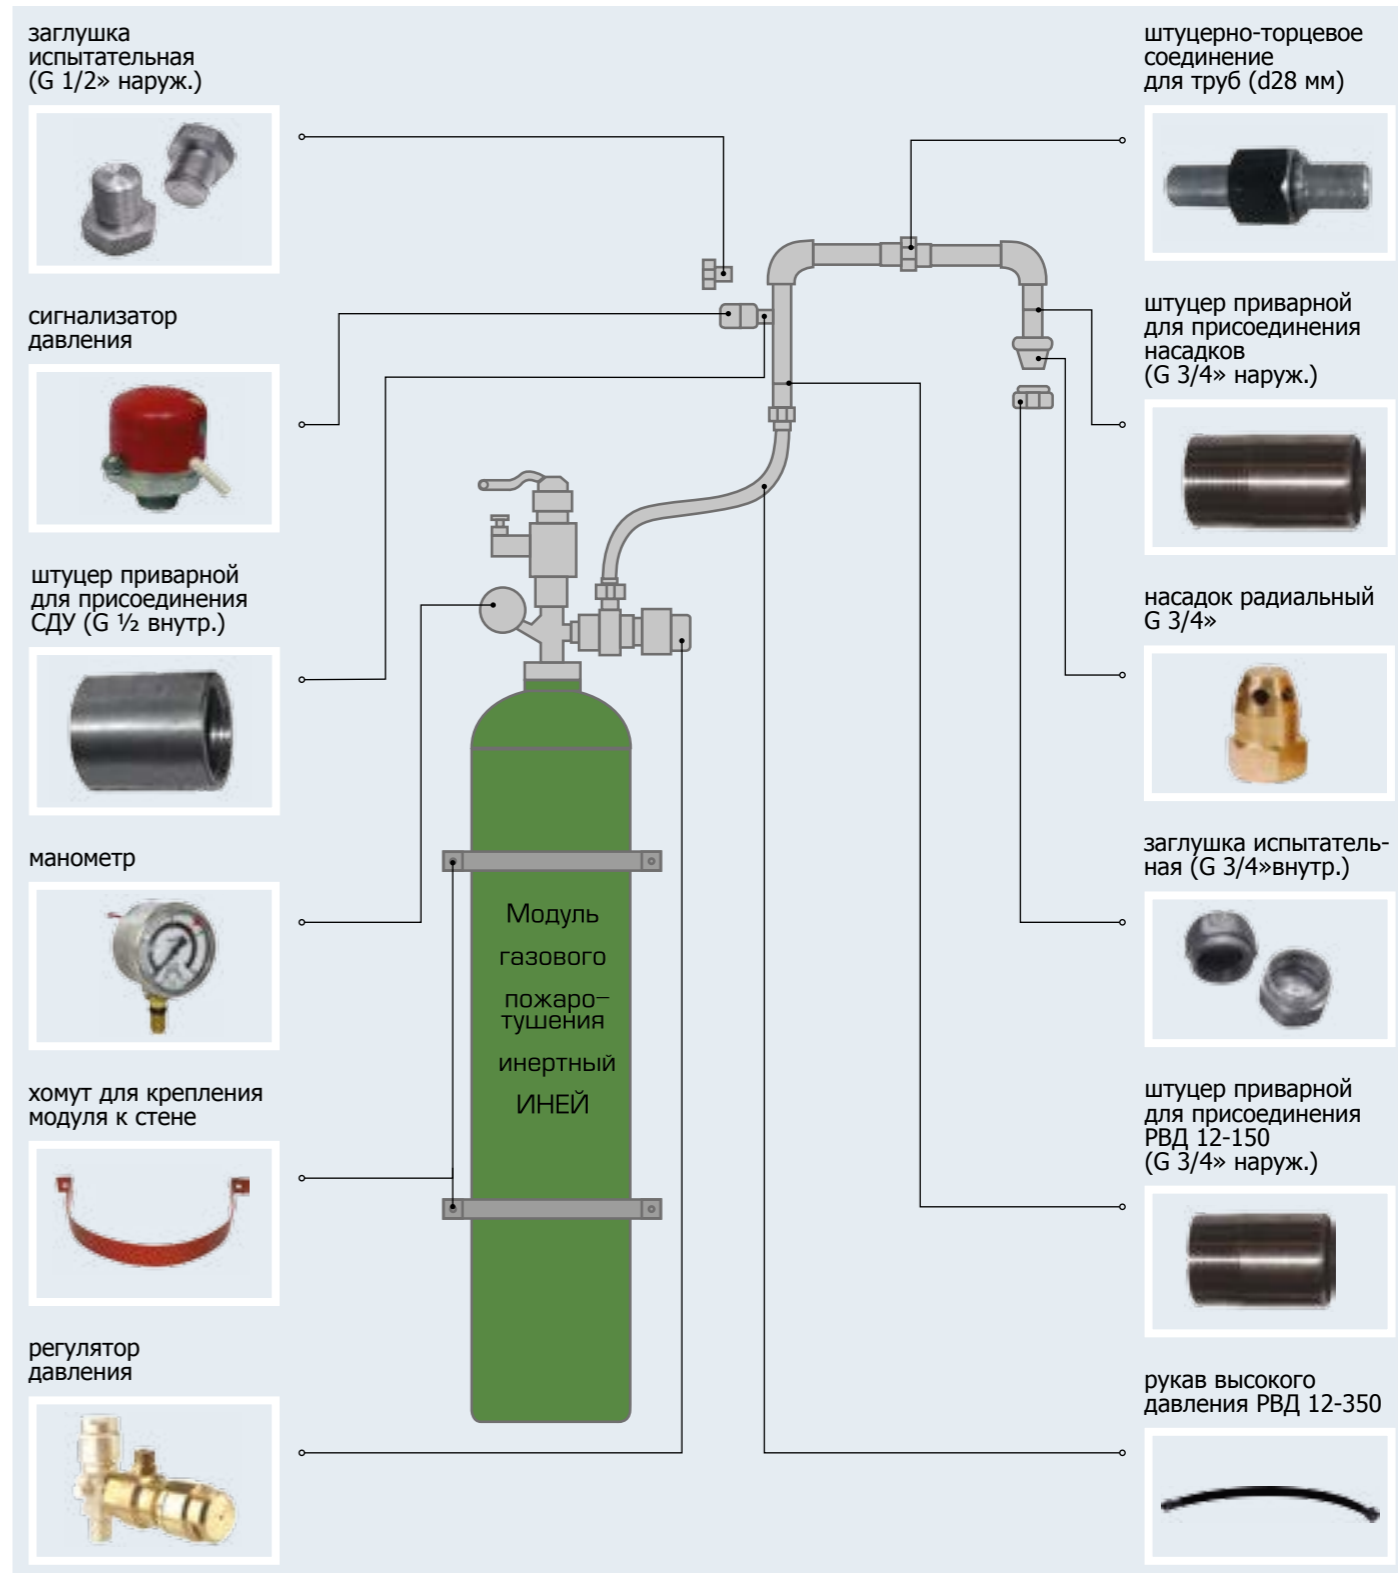 заглушка
испытательная
(G 1/2» наруж.)
сигнализатор
давления
штуцер приварной
для присоединения
СДУ (G ½ внутр.)
манометр
хомут для крепления
модуля к стене
регулятор
давления
Модуль
газового
пожаро-
тушения
инертный
ИНЕЙ
штуцерно-торцевое
соединение
для труб (d28 мм)
штуцер приварной
для присоединения
насадков
(G 3/4» наруж.)
насадок радиальный
G 3/4»
заглушка испытатель-
ная (G 3/4»внутр.)
штуцер приварной
для присоединения
РВД 12-150
(G 3/4» наруж.)
рукав высокого
давления РВД 12-350